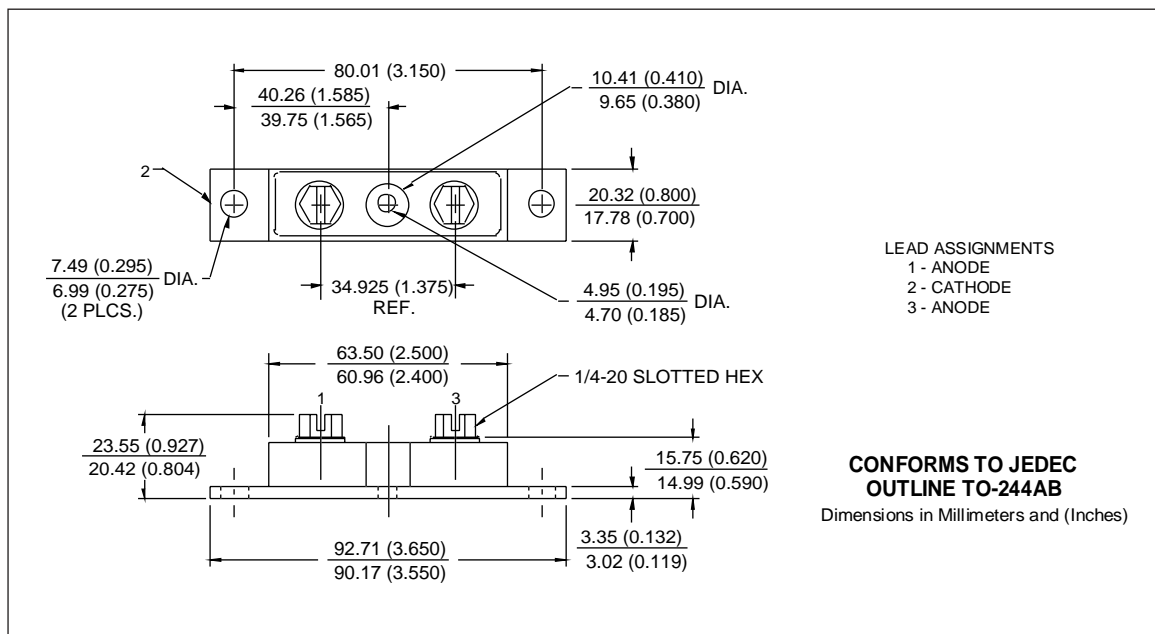 80.01 (3.150)
40.26 (1.585)
39.75 (1.565)
10.41 (0.410)
9.65 (0.380)
DIA.
2
20.32 (0.800)
17.78 (0.700)
7.49 (0.295)
6.99 (0.275)
DIA.
(2 PLCS.)
34.925 (1.375)
REF.
4.95 (0.195)
4.70 (0.185)
DIA.
LEAD ASSIGNMENTS
1 - ANODE
2 - CATHODE
3 - ANODE
63.50 (2.500)
60.96 (2.400)
1/4-20 SLOTTED HEX
1
3
23.55 (0.927)
20.42 (0.804)
15.75 (0.620)
14.99 (0.590)
3.35 (0.132)
3.02 (0.119)
92.71 (3.650)
90.17 (3.550)
CONFORMS TO JEDEC
OUTLINE TO-244AB
Dimensions in Millimeters and (Inches)